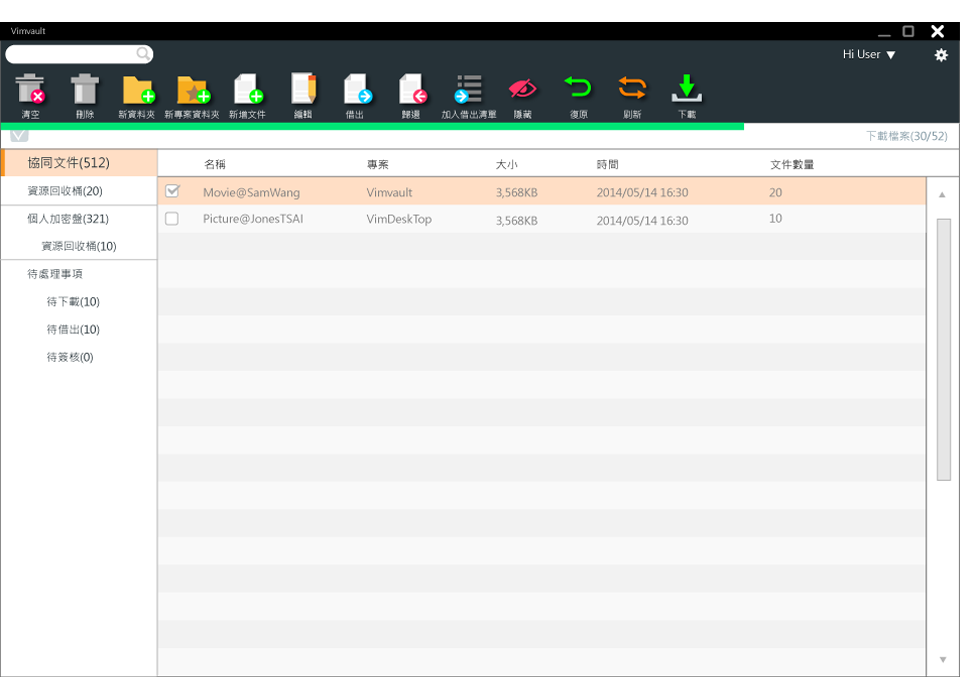 Vimvault
Hi User ▼
清空 刪除 新資料夾 新專案資料夾 新增文件 編輯 借出 歸還 加入借出清單 隱藏 復原 刷新 下載
下載檔案(30/52)
協同文件(512)
資源回收桶(20)
個人加密盤(321)
資源回收桶(10)
待處理事項
待下載(10)
待借出(10)
待簽核(0)
名稱 專案 大小 時間 文件數量
Movie@SamWang Vimvault 3,568KB 2014/05/14 16:30 20
Picture@JonesTSAI VimDeskTop 3,568KB 2014/05/14 16:30 10